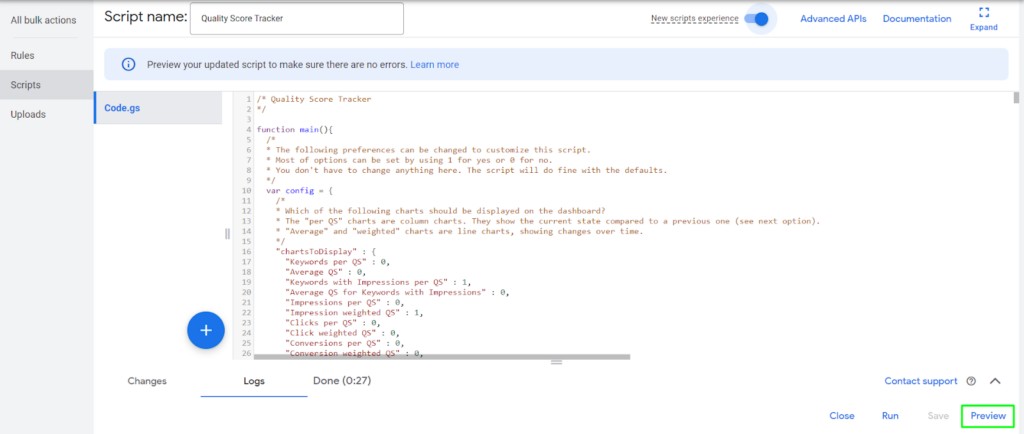 All bulk actions
Rules
Scripts
Uploads
Script name: Quality Score Tracker
New scripts experience
Advanced APIs
Documentation
Expand
Preview your updated script to make sure there are no errors. Learn more
Code.gs
1 /* Quality Score Tracker
2 */
3
4 function main(){
5 /*
6 * The following preferences can be changed to customize this script.
7 * Most of options can be set by using 1 for yes or 0 for no.
8 * You don't have to change anything here. The script will do fine with the defaults.
9 */
10 var config = {
11 /*
12 * Which of the following charts should be displayed on the dashboard?
13 * The "per QS" charts are column charts. They show the current state compared to a previous one (see next option).
14 * "Average" and "weighted" charts are line charts, showing changes over time.
15 */
16 "chartsToDisplay" : {
17 "Keywords per QS" : 0,
18 "Average QS" : 0,
19 "Keywords with Impressions per QS" : 1,
20 "Average QS for Keywords with Impressions" : 0,
21 "Impressions per QS" : 0,
22 "Impression weighted QS" : 1,
23 "Clicks per QS" : 0,
24 "Click weighted QS" : 0,
25 "Conversions per QS" : 0,
26 "Conversion weighted QS" : 0,
Changes
Logs
Done (0:27)
Contact support
Close
Run
Save
Preview